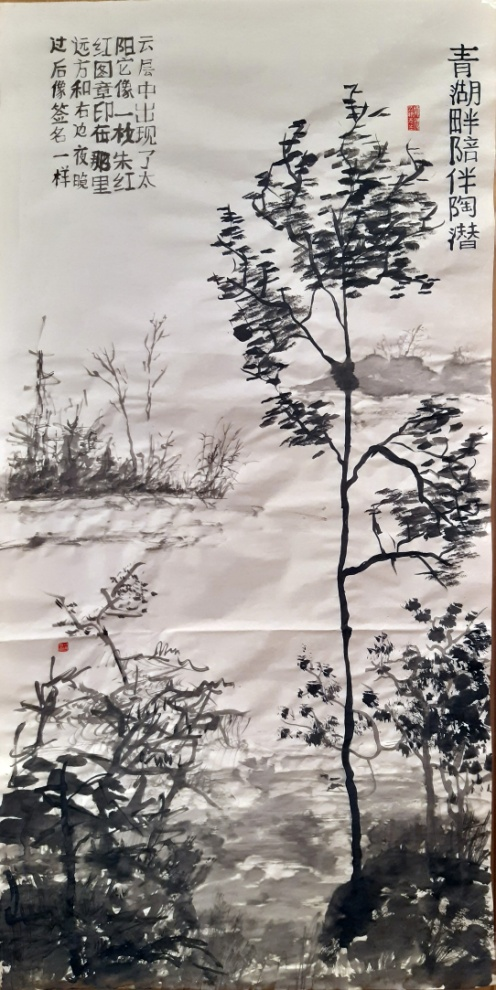 青湖畔陪伴陶潜
云层中出现了太
阳它像一枚朱红
红图章印在那里
远方和右边夜晚
过后像签名一样